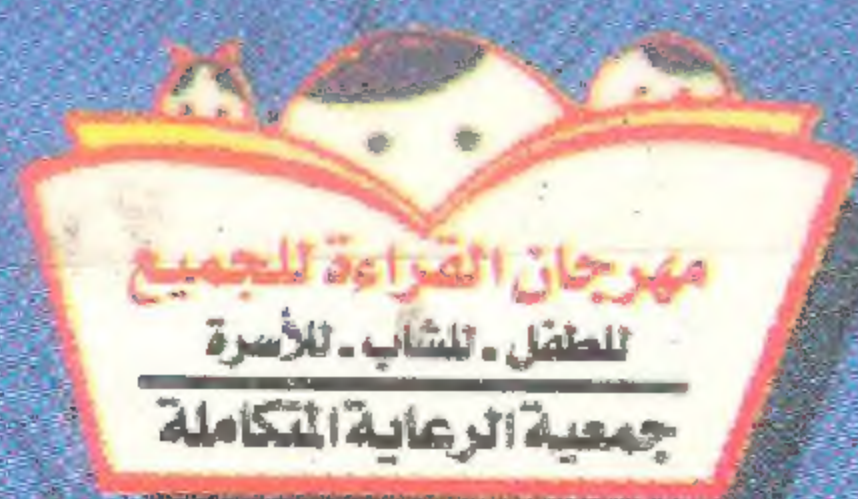 مهرجان القراءة للجميع
للطفل - للشاب - للأسرة
جمعية الرعاية المتكاملة